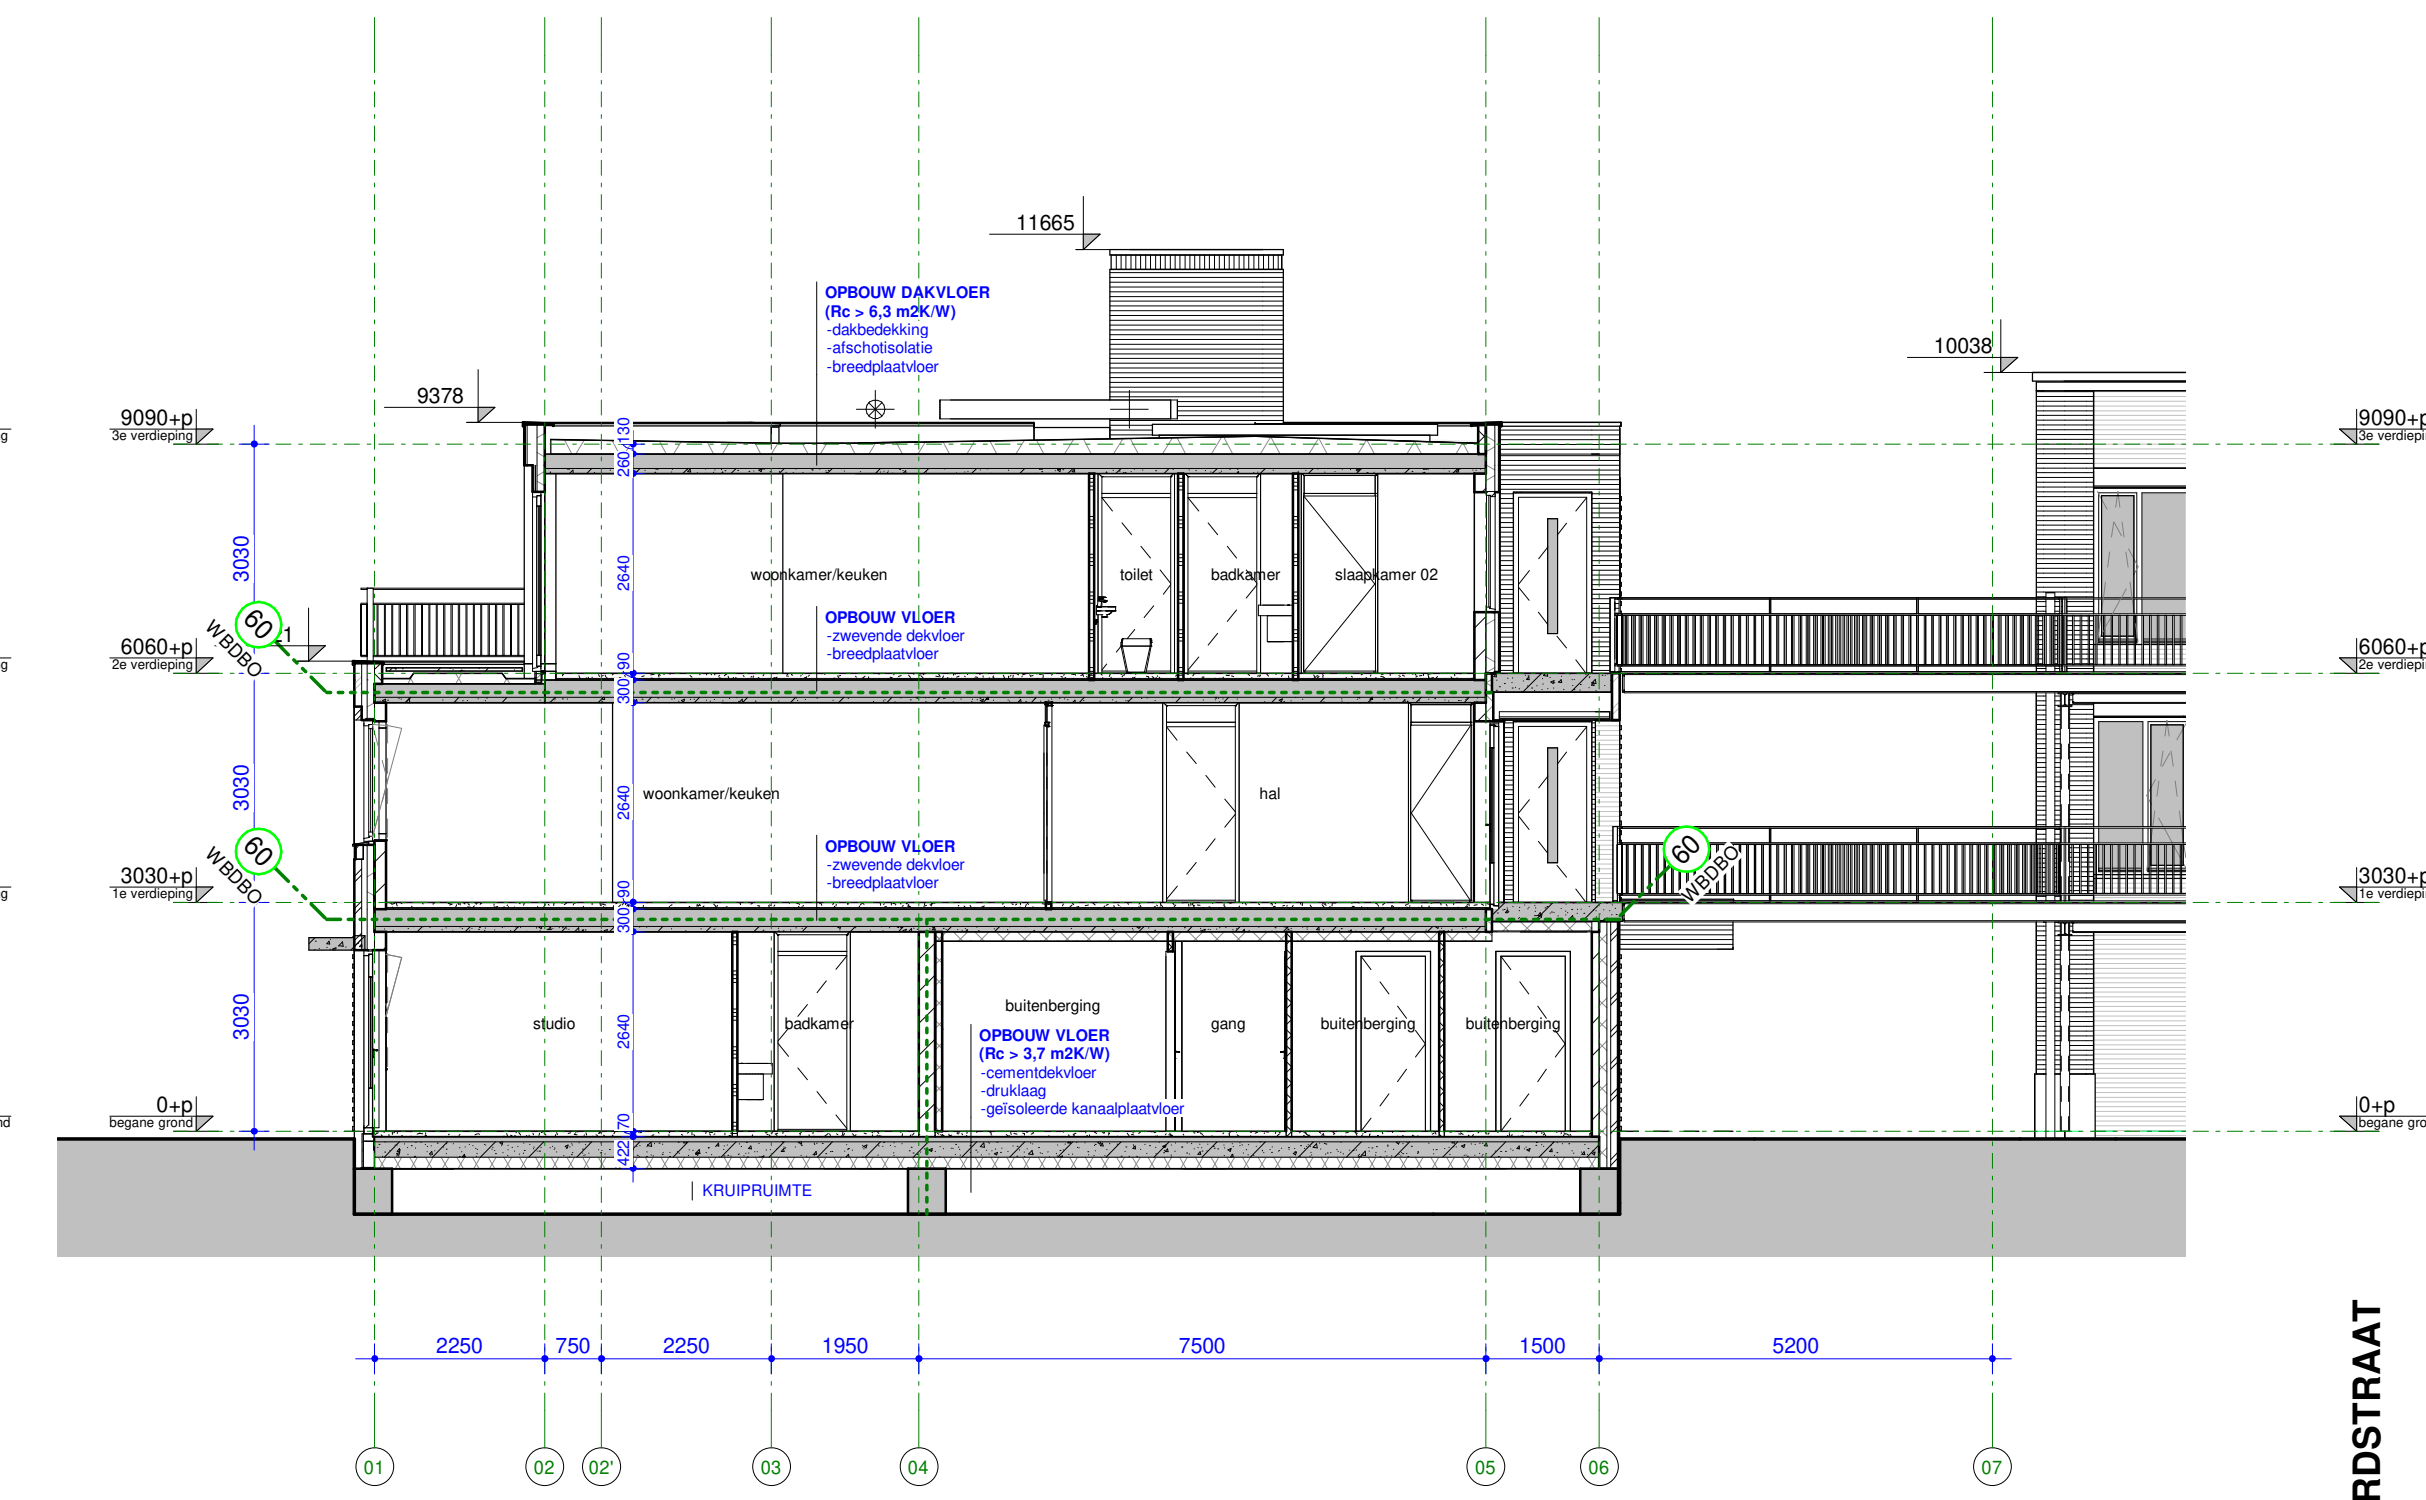 11665
OPBOUW DAKVLOER
(Rc > 6,3 m2K/W)
-dakbedekking
-afschotisolatie
-breedplaatvloer
10038
9378
9090+p
3e verdieping
9090+p
3e verdiepi
130
260
3030
2640
woonkamer/keuken
toilet
badkamer
slaapkamer 02
OPBOUW VLOER
-zwevende dekvloer
-breedplaatvloer
60
WBDBO
1
6060+p
2e verdieping
6060+p
2e verdiepi
90
300
3030
2640
woonkamer/keuken
hal
OPBOUW VLOER
-zwevende dekvloer
-breedplaatvloer
60
WBDBO
60
WBDBO
3030+p
1e verdieping
3030+p
1e verdiepi
90
300
3030
2640
studio
badkamer
buitenberging
gang
buitenberging
buitenberging
OPBOUW VLOER
(Rc > 3,7 m2K/W)
-cementdekvloer
-druklaag
-geïsoleerde kanaalplaatvloer
0+p
begane grond
0+p
begane gro
70
422
KRUIPRUIMTE
2250 750 2250 1950 7500 1500 5200
01 02 02' 03 04 05 06 07
RDSTRAAT